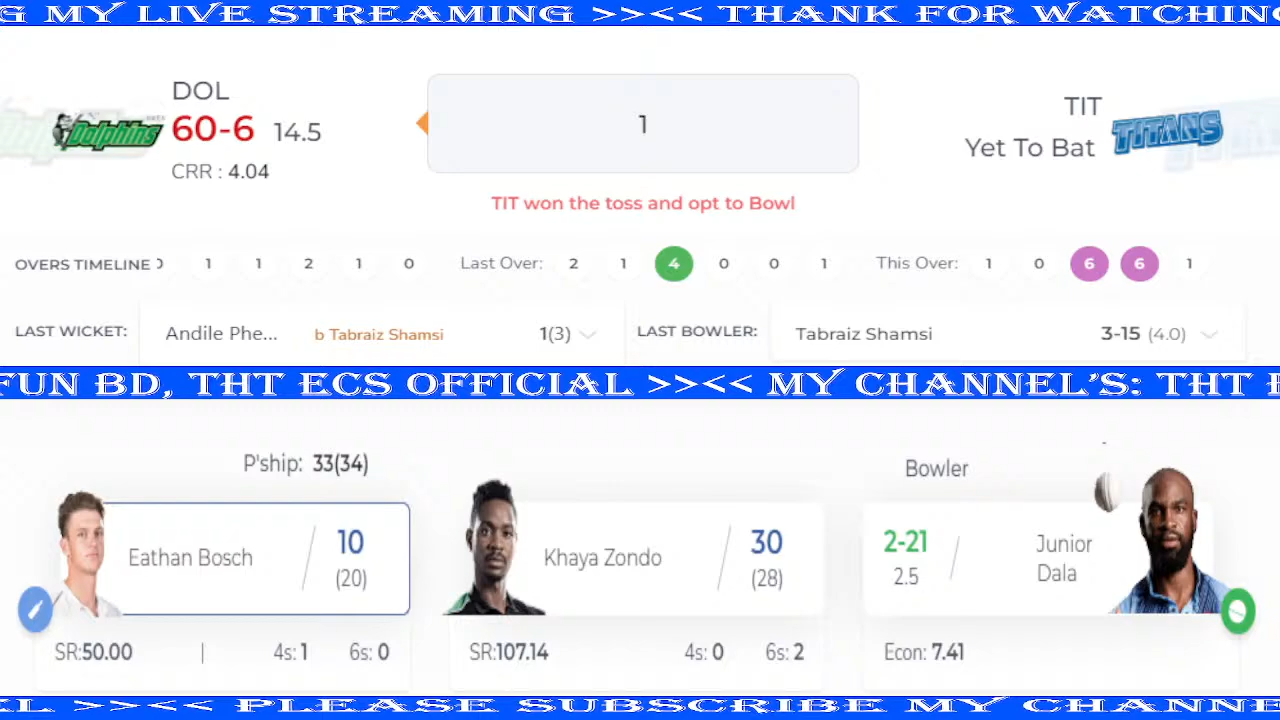 G MY LIVE STREAMING >><< THANK FOR WATCHING
DOL
Dolphins
60-6 14.5
CRR : 4.04
1
TIT
Yet To Bat
TITANS
TIT won the toss and opt to Bowl
OVERS TIMELINE 0 1 1 2 1 0 Last Over: 2 1 4 0 0 1 This Over: 1 0 6 6 1
LAST WICKET: Andile Phe... b Tabraiz Shamsi 1(3) LAST BOWLER: Tabraiz Shamsi 3-15 (4.0)
FUN BD, THT ECS OFFICIAL >><< MY CHANNEL'S: THT E
P'ship: 33(34)
Bowler
Eathan Bosch 10 (20)
Khaya Zondo 30 (28)
2-21 2.5 Junior Dala
SR:50.00 | 4s: 1 6s: 0
SR:107.14 4s: 0 6s: 2
Econ: 7.41
EL >><< PLEASE SUBSCRIBE MY CHANNE